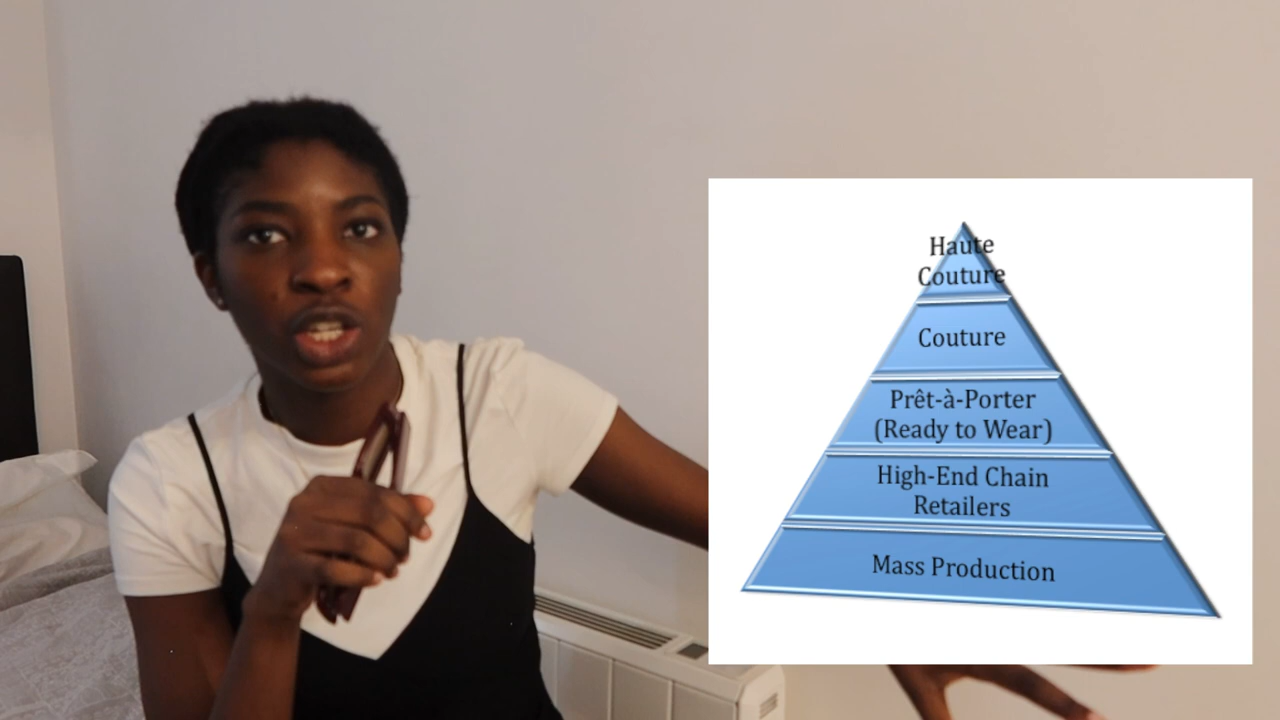 Haute
Couture
Couture
Prêt-à-Porter
(Ready to Wear)
High-End Chain
Retailers
Mass Production